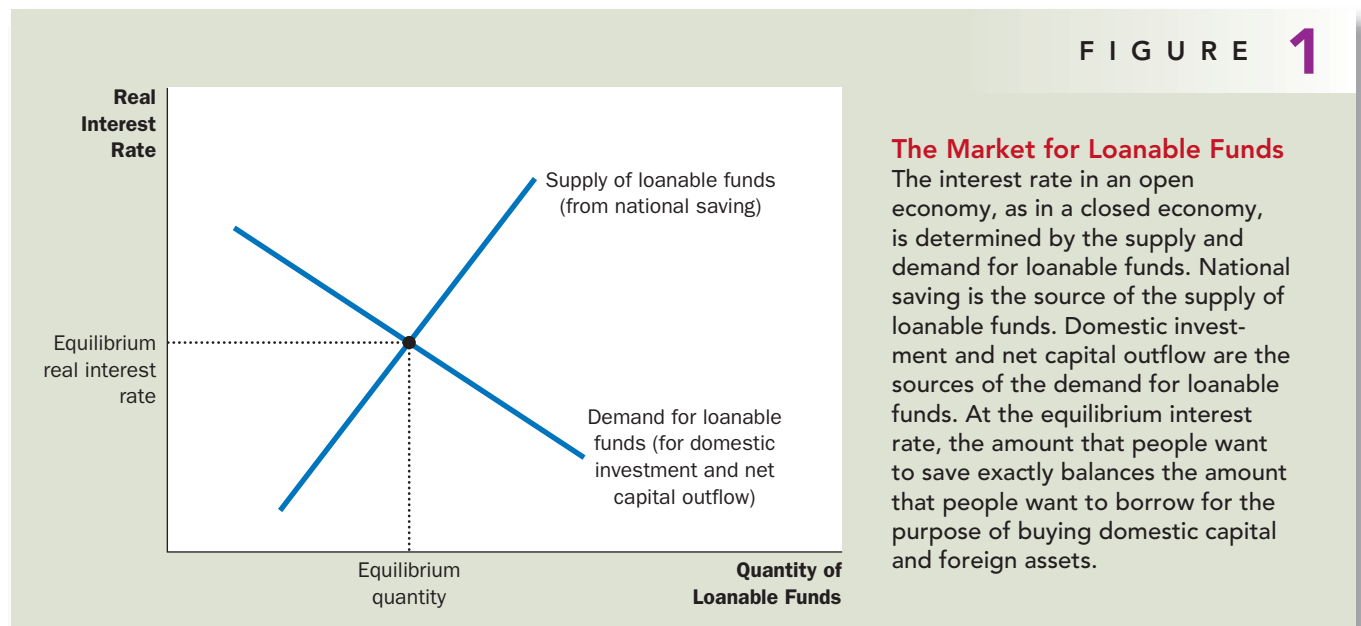 FIGURE 1
Real
Interest
Rate
Supply of loanable funds
(from national saving)
Equilibrium
real interest
rate
Demand for loanable
funds (for domestic
investment and net
capital outflow)
Equilibrium
quantity
Quantity of
Loanable Funds
The Market for Loanable Funds
The interest rate in an open
economy, as in a closed economy,
is determined by the supply and
demand for loanable funds. National
saving is the source of the supply of
loanable funds. Domestic invest-
ment and net capital outflow are the
sources of the demand for loanable
funds. At the equilibrium interest
rate, the amount that people want
to save exactly balances the amount
that people want to borrow for the
purpose of buying domestic capital
and foreign assets.